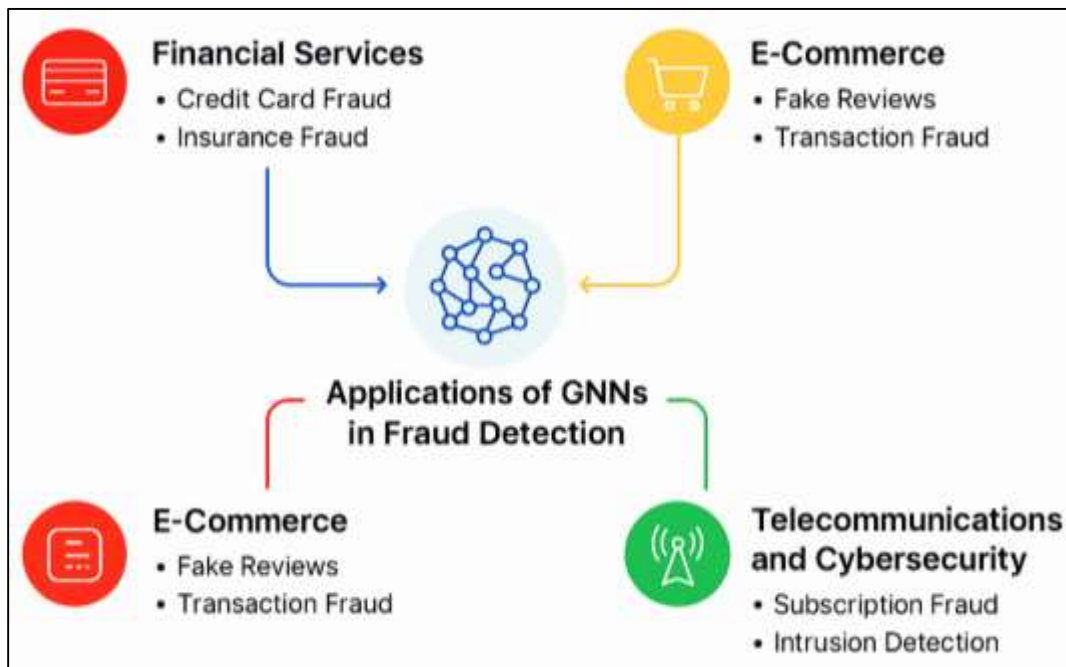 Financial Services
• Credit Card Fraud
• Insurance Fraud
E-Commerce
• Fake Reviews
• Transaction Fraud
Applications of GNNs
in Fraud Detection
E-Commerce
• Fake Reviews
• Transaction Fraud
Telecommunications
and Cybersecurity
• Subscription Fraud
• Intrusion Detection